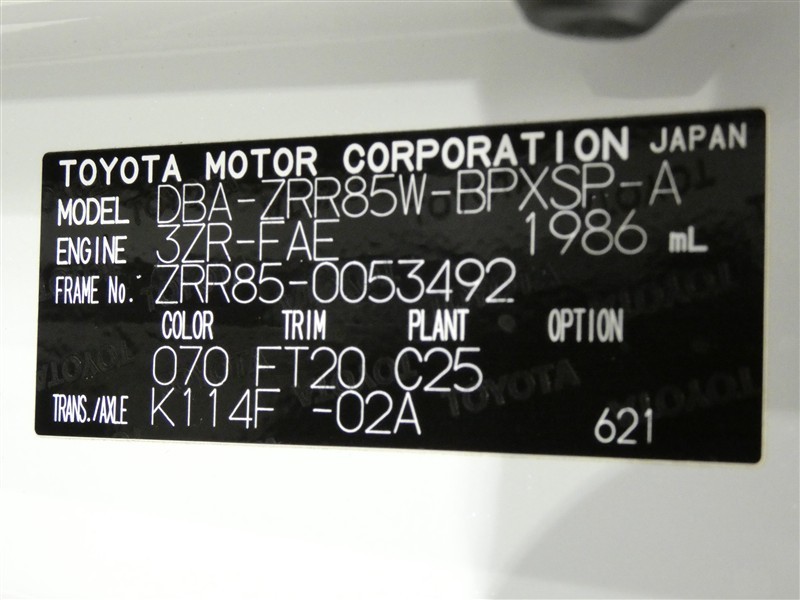 TOYOTA MOTOR CORPORATION JAPAN
MODEL DBA-ZRR85W-BPXSP-A
ENGINE 3ZR-FAE 1986 mL
FRAME No. ZRR85-0053492
COLOR TRIM PLANT OPTION
070 FT20 C25
TRANS./AXLE K114F -02A 621